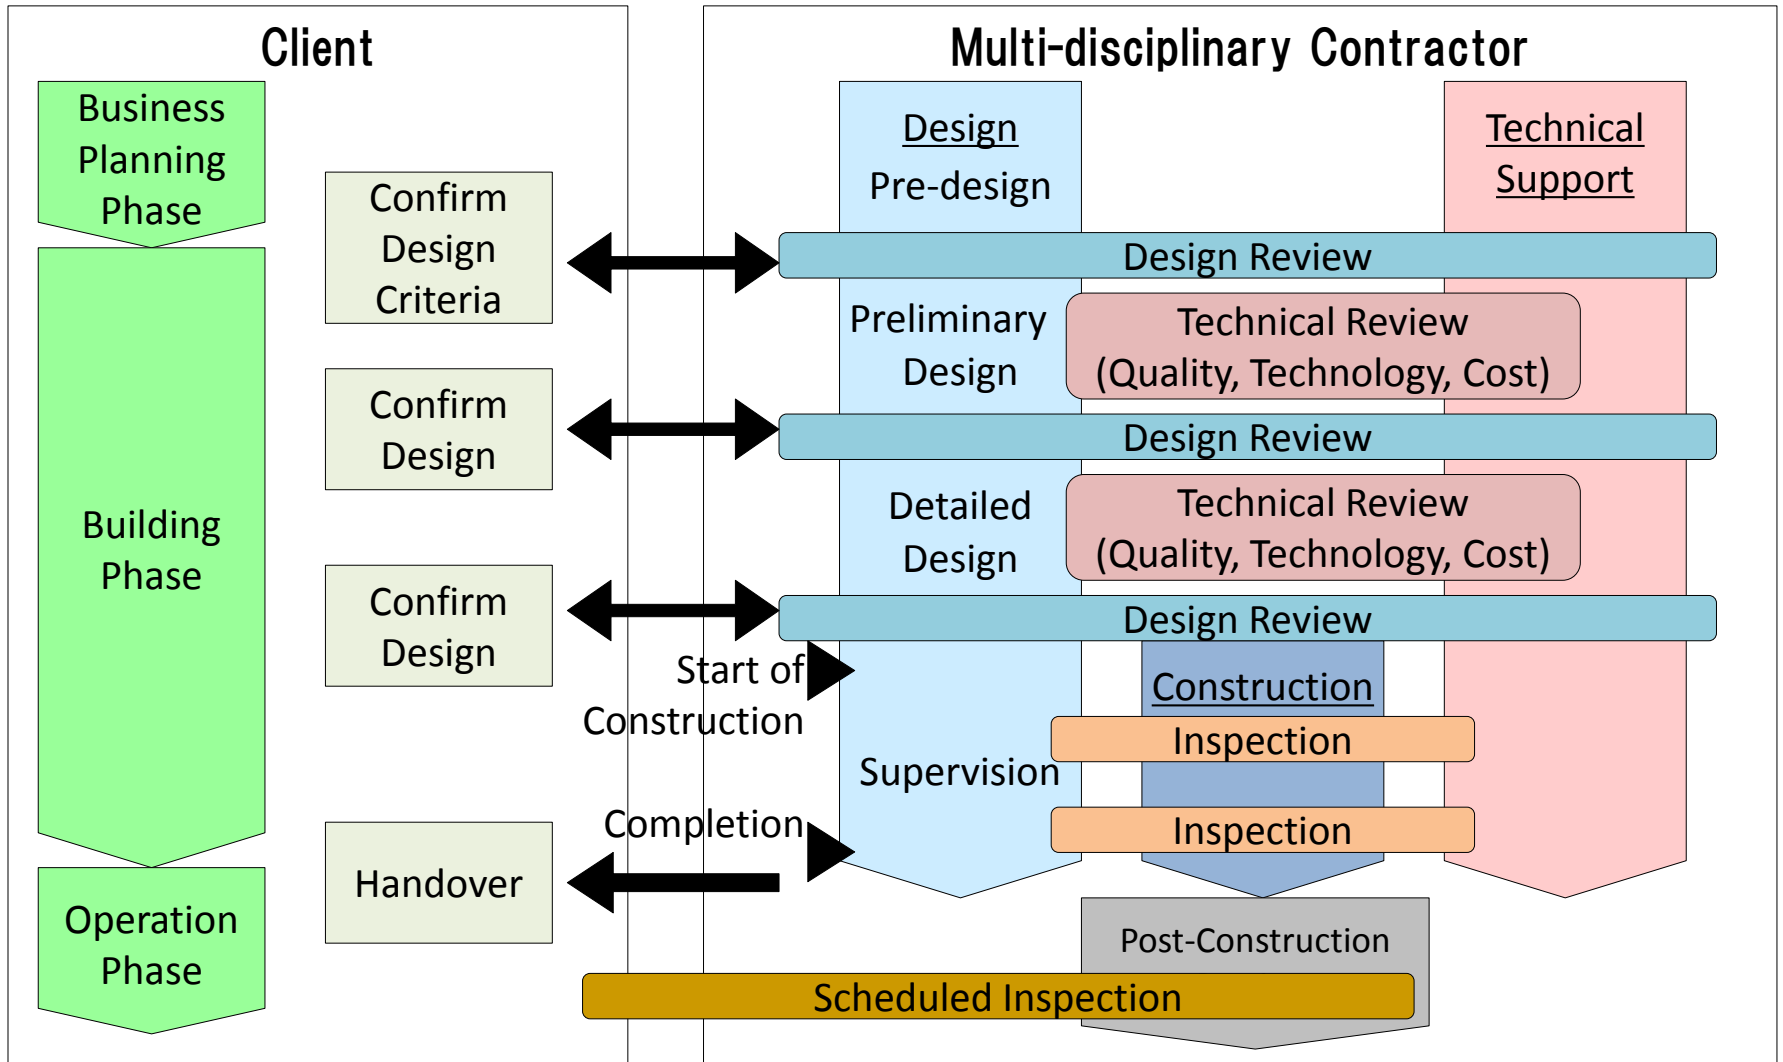 Client
Business
Planning
Phase
Building
Phase
Operation
Phase
Confirm
Design
Criteria
Confirm
Design
Confirm
Design
Handover
Multi-disciplinary Contractor
Design
Pre-design
Technical
Support
Design Review
Preliminary
Design
Technical Review
(Quality, Technology, Cost)
Design Review
Detailed
Design
Technical Review
(Quality, Technology, Cost)
Design Review
Start of
Construction
Construction
Inspection
Supervision
Completion
Inspection
Post-Construction
Scheduled Inspection